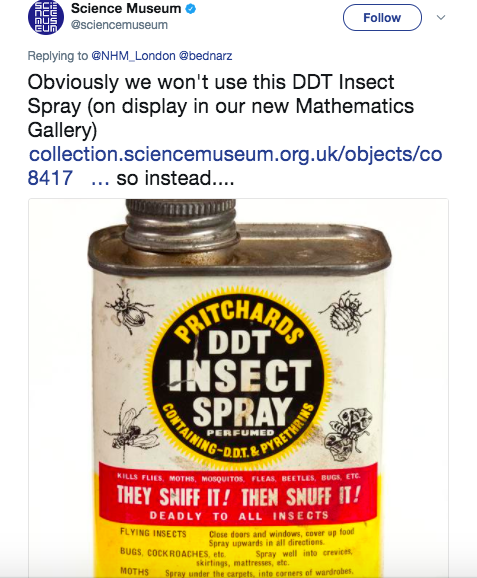 Science Museum
@sciencemuseum
Follow
Replying to @NHM_London @bednarz
Obviously we won't use this DDT Insect
Spray (on display in our new Mathematics
Gallery)
collection.sciencemuseum.org.uk/objects/co
8417 ... so instead....
PRITCHARDS
DDT
INSECT
SPRAY
PERFUMED
CONTAINING-D.D.T. & PYRETHRINS
KILLS FLIES, MOTHS, MOSQUITOS, FLEAS, BEETLES, BUGS, ETC.
THEY SNIFF IT! THEN SNUFF IT!
DEADLY TO ALL INSECTS
FLYING INSECTS Close doors and windows, cover up food
Spray upwards in all directions.
BUGS, COCKROACHES, etc. Spray well into crevices,
skirtings, mattresses, etc.
MOTHS Spray under the carpets, into corners of wardrobes,